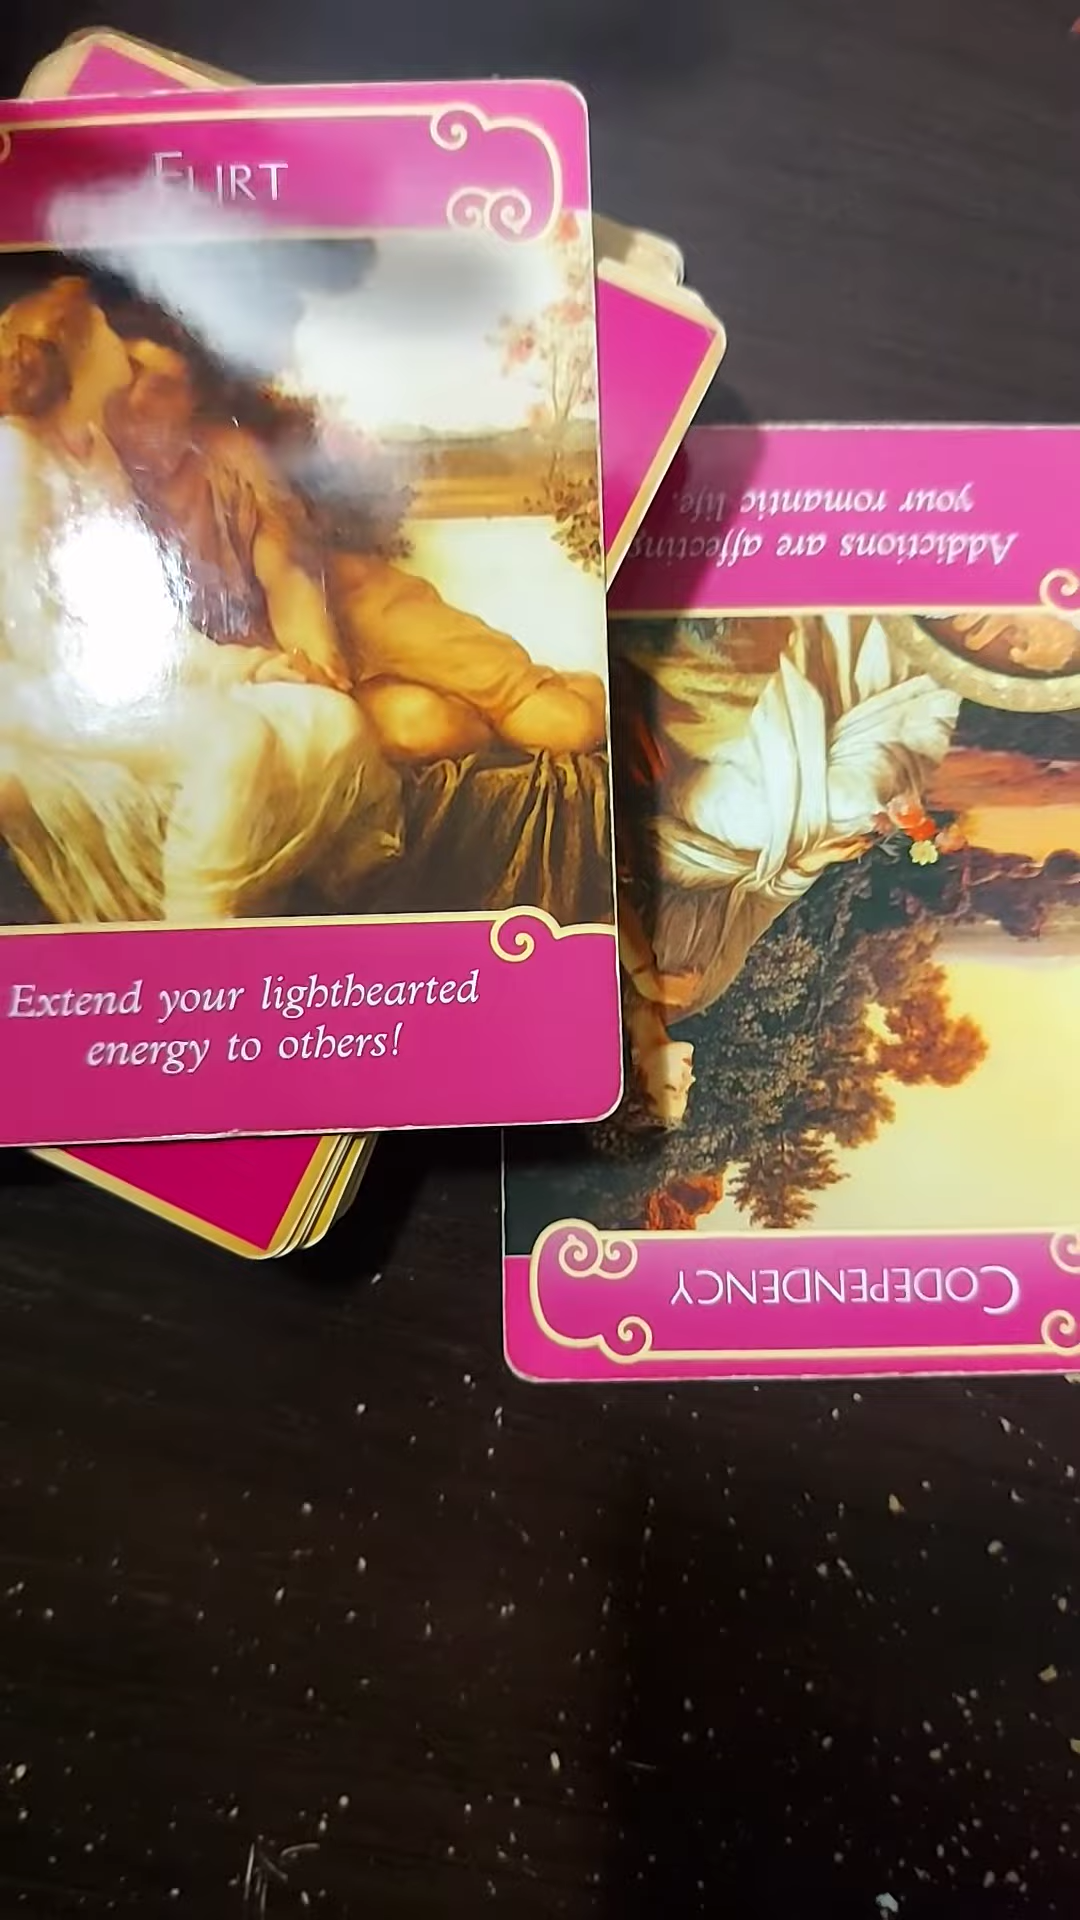 FLIRT
Extend your lighthearted
energy to others!
CODEPENDENCY
Addictions are affecting
your romantic life.